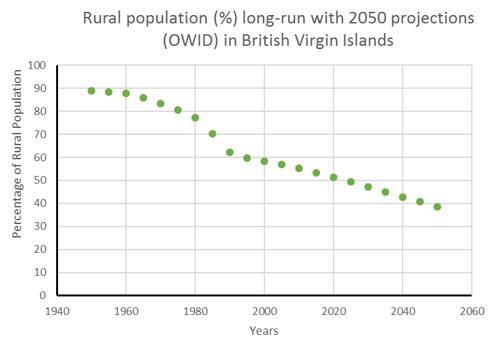 Rural population (%) long-run with 2050 projections
(OWID) in British Virgin Islands
Percentage of Rural Population
100
90
80
70
60
50
40
30
20
10
0
1940 1960 1980 2000 2020 2040 2060
Years